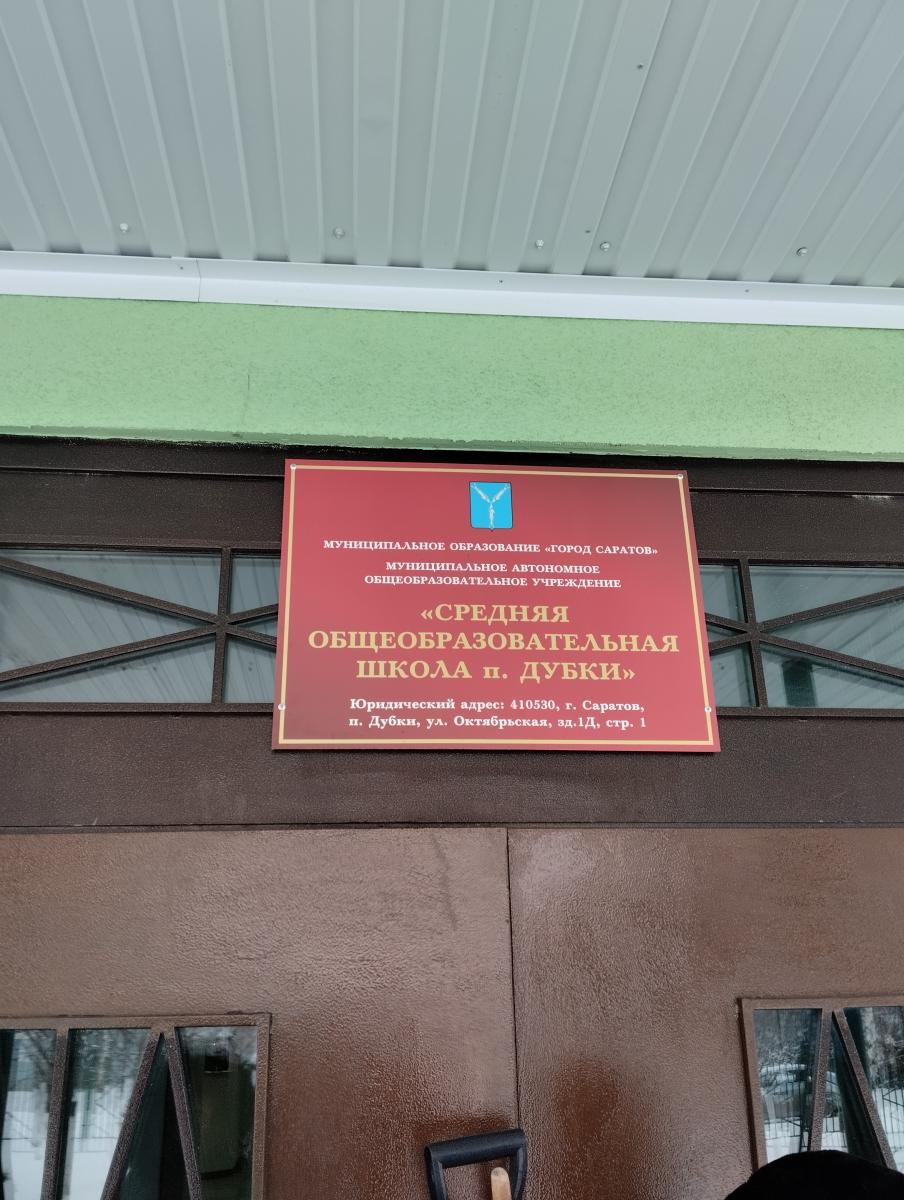 МУНИЦИПАЛЬНОЕ ОБРАЗОВАНИЕ «ГОРОД САРАТОВ»
МУНИЦИПАЛЬНОЕ АВТОНОМНОЕ
ОБЩЕОБРАЗОВАТЕЛЬНОЕ УЧРЕЖДЕНИЕ
«СРЕДНЯЯ
ОБЩЕОБРАЗОВАТЕЛЬНАЯ
ШКОЛА п. ДУБКИ»
Юридический адрес: 410530, г. Саратов,
п. Дубки, ул. Октябрьская, зд.1Д, стр. 1